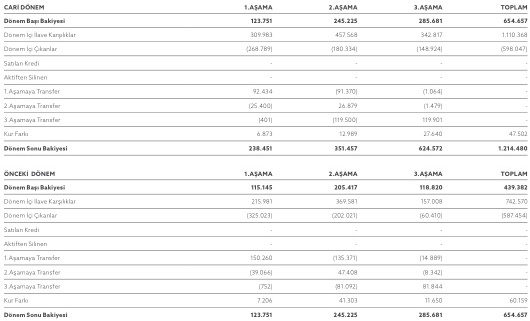 CARİ DÖNEM 1.AŞAMA 2.AŞAMA 3.AŞAMA TOPLAM
Dönem Başı Bakiyesi 123.751 245.225 285.681 654.657
Dönem İçi İlave Karşılıklar 309.983 457.568 342.817 1.110.368
Dönem İçi Çıkanlar (268.789) (180.334) (148.924) (598.047)
Satılan Kredi - - - -
Aktiften Silinen - - - -
1.Aşamaya Transfer 92.434 (91.370) (1.064) -
2.Aşamaya Transfer (25.400) 26.879 (1.479) -
3.Aşamaya Transfer (401) (119.500) 119.901 -
Kur Farkı 6.873 12.989 27.640 47.502
Dönem Sonu Bakiyesi 238.451 351.457 624.572 1.214.480
ÖNCEKİ DÖNEM 1.AŞAMA 2.AŞAMA 3.AŞAMA TOPLAM
Dönem Başı Bakiyesi 115.145 205.417 118.820 439.382
Dönem İçi İlave Karşılıklar 215.981 369.581 157.008 742.570
Dönem İçi Çıkanlar (325.023) (202.021) (60.410) (587.454)
Satılan Kredi - - - -
Aktiften Silinen - - - -
1.Aşamaya Transfer 150.260 (135.371) (14.889) -
2.Aşamaya Transfer (39.066) 47.408 (8.342) -
3.Aşamaya Transfer (752) (81.092) 81.844 -
Kur Farkı 7.206 41.303 11.650 60.159
Dönem Sonu Bakiyesi 123.751 245.225 285.681 654.657